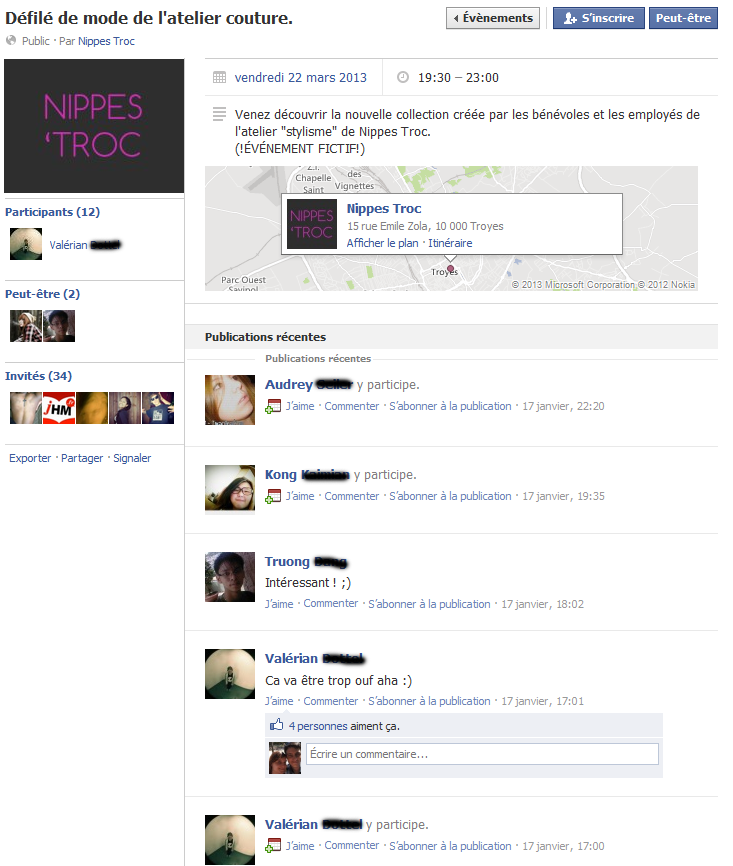 Défilé de mode de l'atelier couture.
Évènements
S'inscrire
Peut-être
Public · Par Nippes Troc
NIPPES
'TROC
vendredi 22 mars 2013
19:30 – 23:00
Venez découvrir la nouvelle collection créée par les bénévoles et les employés de
l'atelier "stylisme" de Nippes Troc.
(!ÉVÉNEMENT FICTIF!)
Chapelle
Saint
des
Vignettes
NIPPES
'TROC
Nippes Troc
15 rue Emile Zola, 10 000 Troyes
Afficher le plan · Itinéraire
Troyes
Parc Ouest
Savipol
© 2013 Microsoft Corporation © 2012 Nokia
Participants (12)
Valérian
Peut-être (2)
Invités (34)
jHM
Exporter · Partager · Signaler
Publications récentes
Publications récentes
Audrey y participe.
J'aime · Commenter · S'abonner à la publication · 17 janvier, 22:20
Kong y participe.
J'aime · Commenter · S'abonner à la publication · 17 janvier, 19:35
Truong
Intéressant ! ;)
J'aime · Commenter · S'abonner à la publication · 17 janvier, 18:02
Valérian
Ca va être trop ouf aha :)
J'aime · Commenter · S'abonner à la publication · 17 janvier, 17:01
4 personnes aiment ça.
Écrire un commentaire...
Valérian y participe.
J'aime · Commenter · S'abonner à la publication · 17 janvier, 17:00